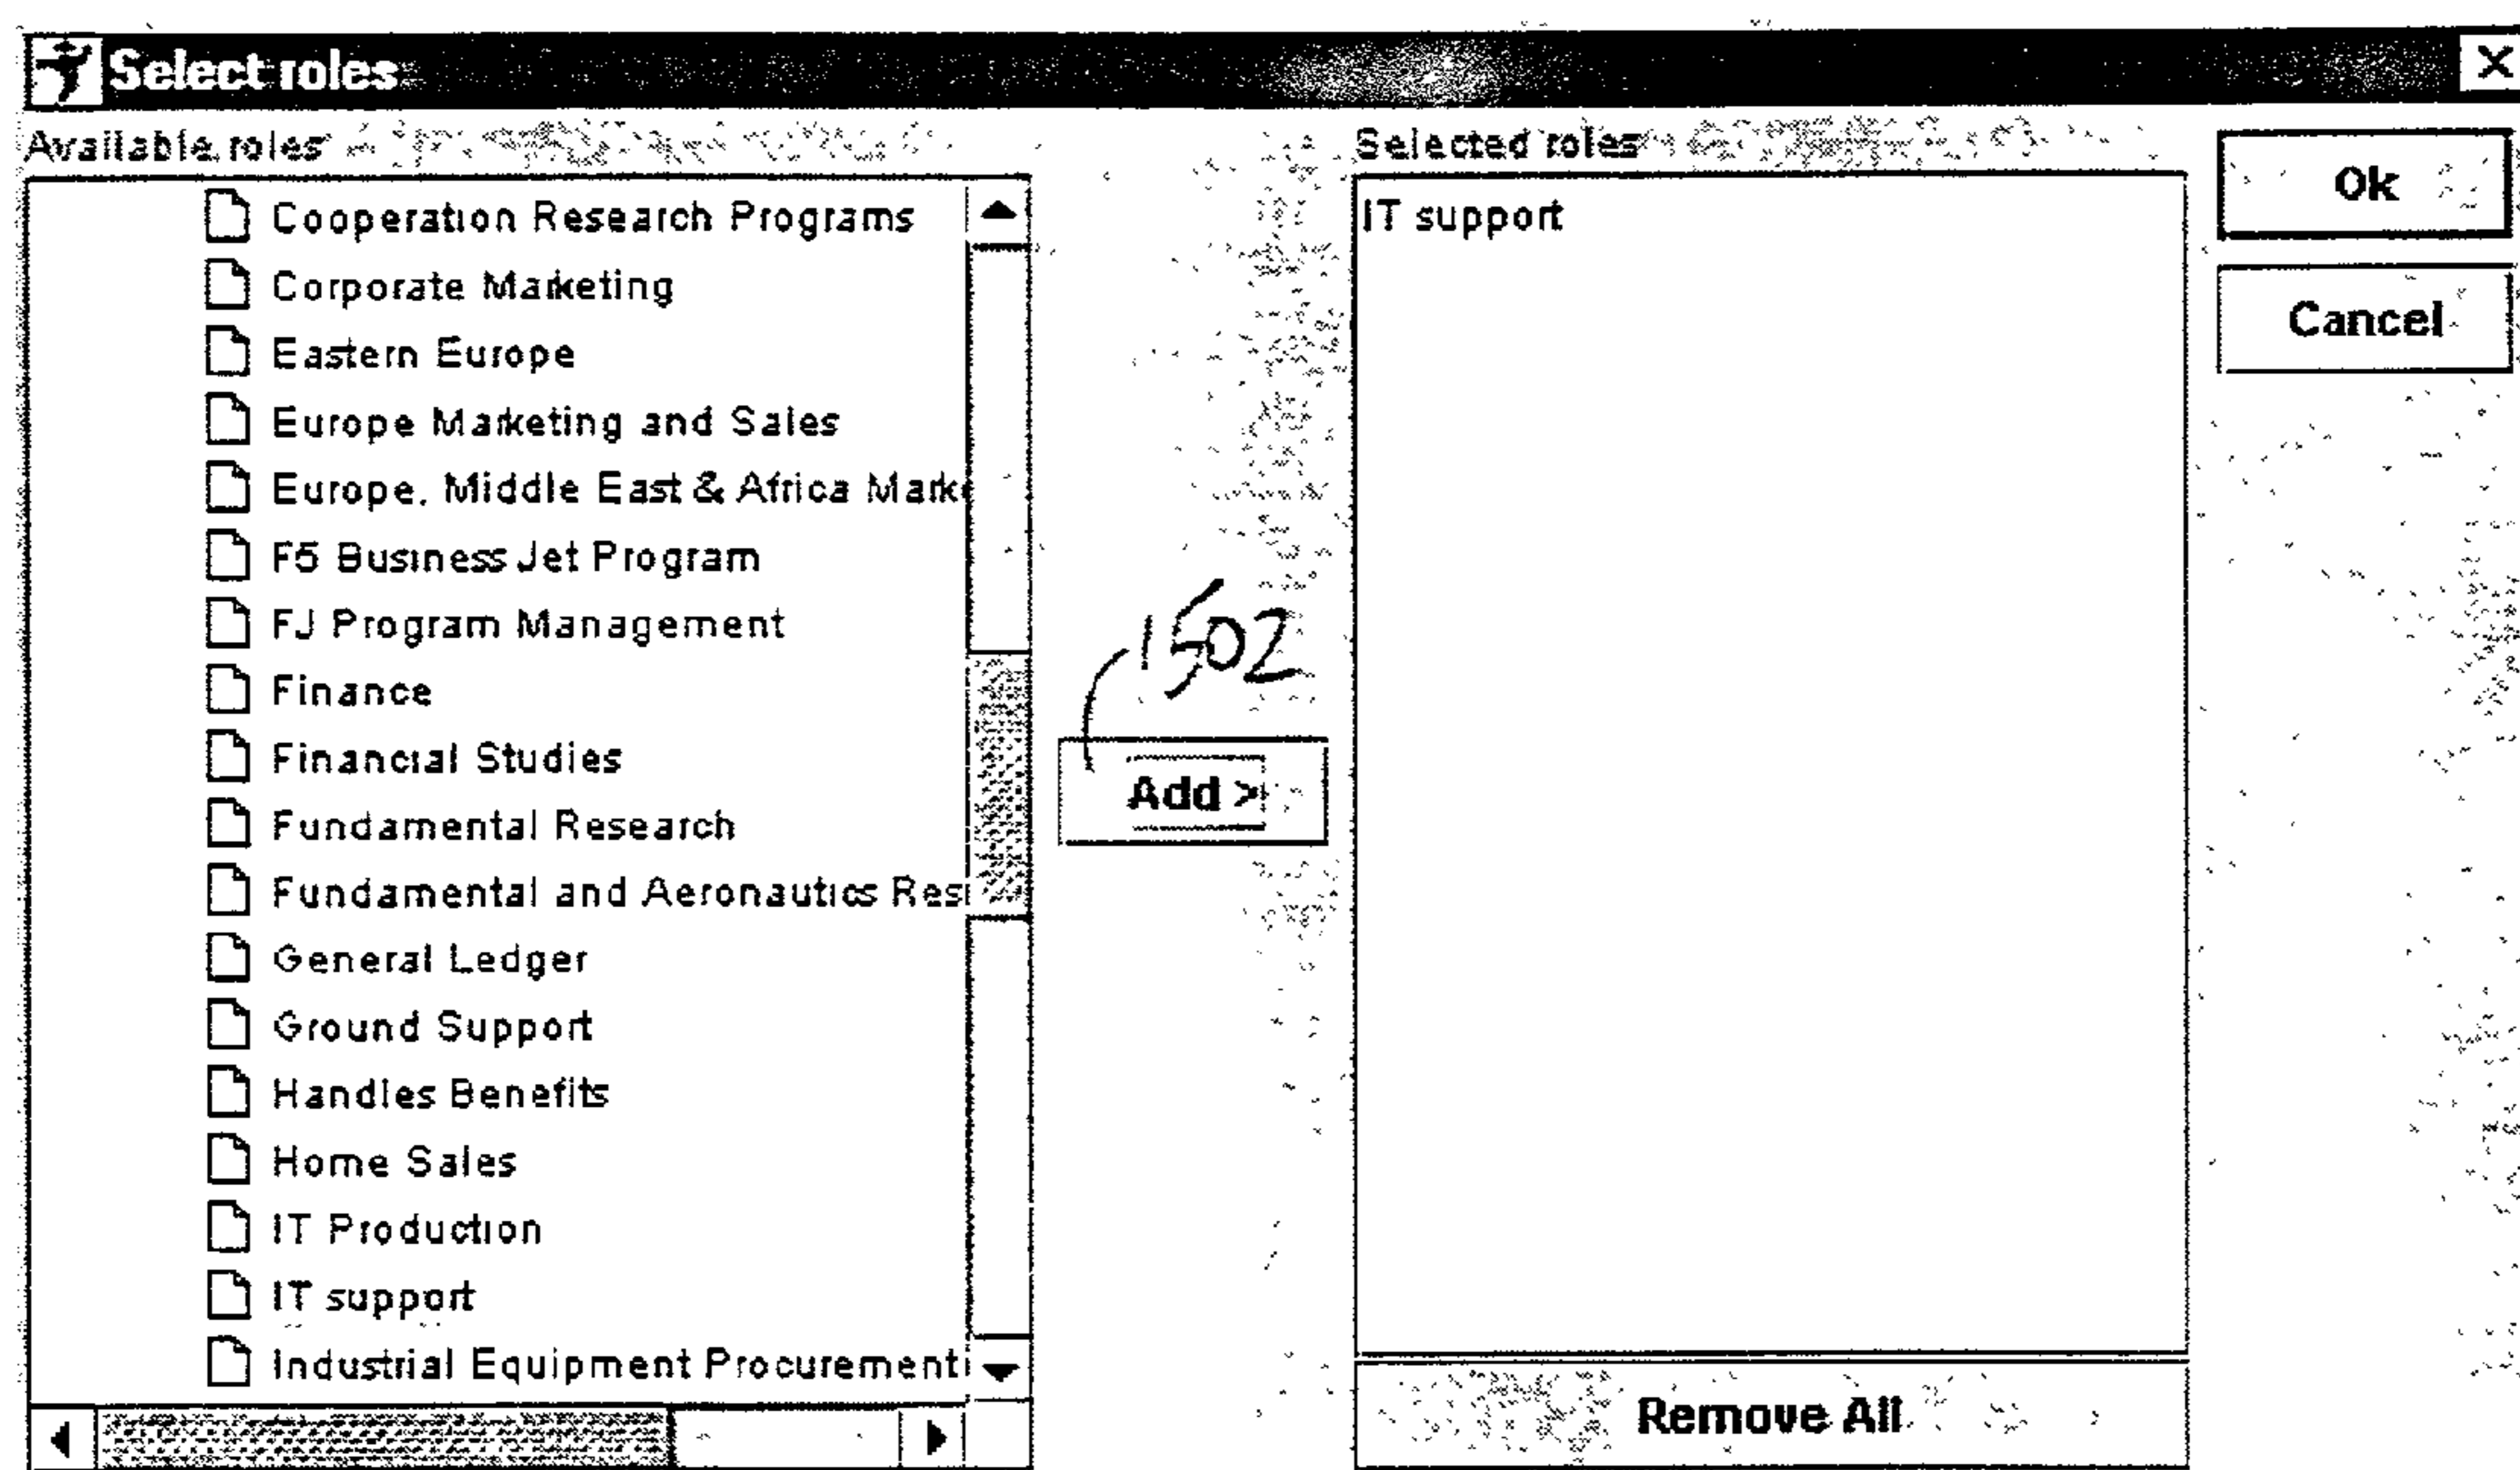 Select roles
Available roles
Cooperation Research Programs
Corporate Marketing
Eastern Europe
Europe Marketing and Sales
Europe, Middle East & Africa Marke
F5 Business Jet Program
FJ Program Management
Finance
Financial Studies
Fundamental Research
Fundamental and Aeronautics Res
General Ledger
Ground Support
Handles Benefits
Home Sales
IT Production
IT support
Industrial Equipment Procurement
1502
Add >
Selected roles
IT support
Remove All
Ok
Cancel